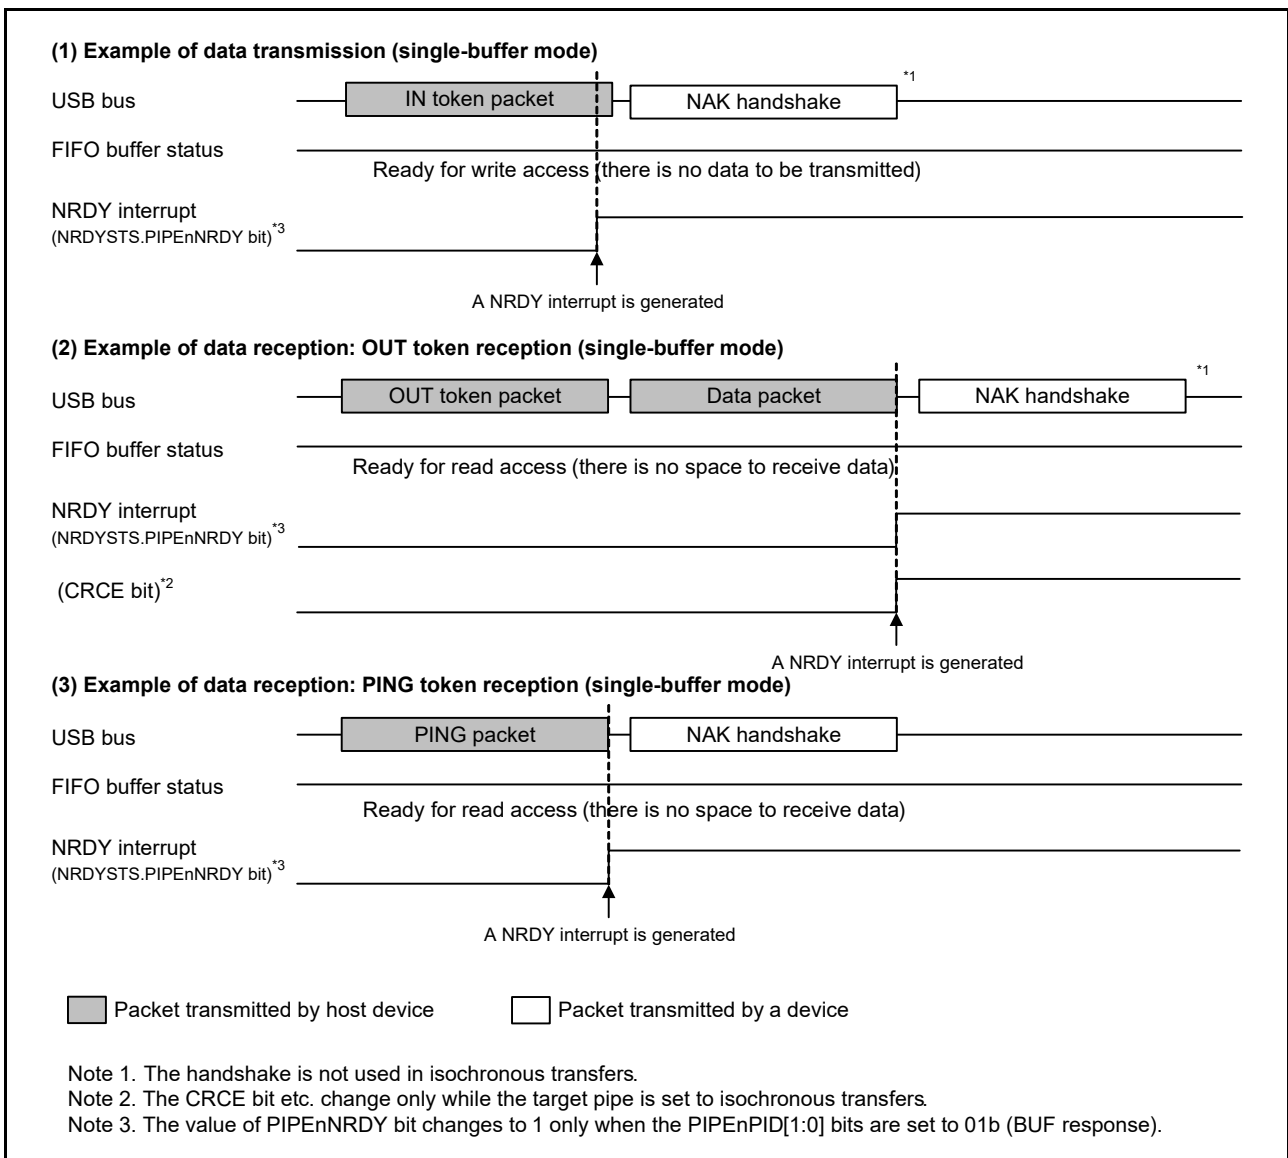 (1) Example of data transmission (single-buffer mode)
USB bus
IN token packet
NAK handshake
*1
FIFO buffer status
Ready for write access (there is no data to be transmitted)
NRDY interrupt
(NRDYSTS.PIPEnNRDY bit)*3
A NRDY interrupt is generated
(2) Example of data reception: OUT token reception (single-buffer mode)
USB bus
OUT token packet
Data packet
NAK handshake
*1
FIFO buffer status
Ready for read access (there is no space to receive data)
NRDY interrupt
(NRDYSTS.PIPEnNRDY bit)*3
(CRCE bit)*2
A NRDY interrupt is generated
(3) Example of data reception: PING token reception (single-buffer mode)
USB bus
PING packet
NAK handshake
FIFO buffer status
Ready for read access (there is no space to receive data)
NRDY interrupt
(NRDYSTS.PIPEnNRDY bit)*3
A NRDY interrupt is generated
Packet transmitted by host device
Packet transmitted by a device
Note 1. The handshake is not used in isochronous transfers.
Note 2. The CRCE bit etc. change only while the target pipe is set to isochronous transfers.
Note 3. The value of PIPEnNRDY bit changes to 1 only when the PIPEnPID[1:0] bits are set to 01b (BUF response).